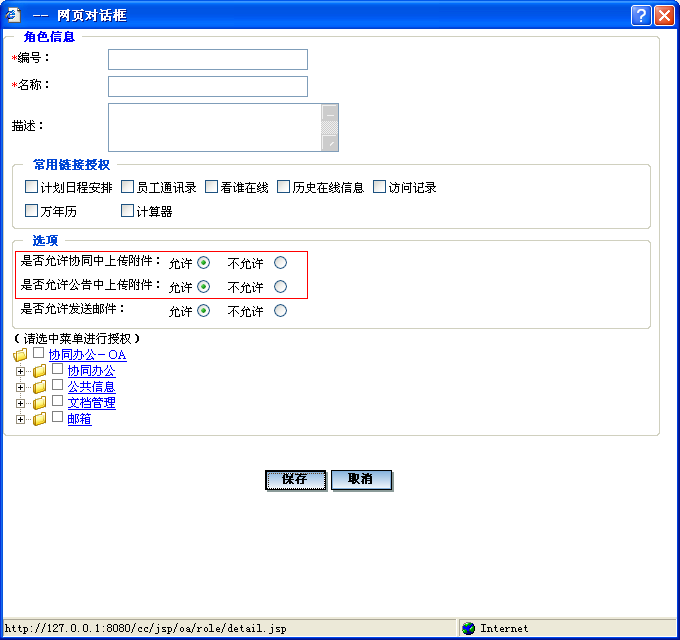 -- 网页对话框
角色信息
*编号：
*名称：
描述：
常用链接授权
计划日程安排 员工通讯录 看谁在线 历史在线信息 访问记录
万年历 计算器
选项
是否允许协同中上传附件： 允许 不允许
是否允许公告中上传附件： 允许 不允许
是否允许发送邮件： 允许 不允许
（请选中菜单进行授权）
协同办公－OA
协同办公
公共信息
文档管理
邮箱
保存 取消
http://127.0.0.1:8080/cc/jsp/oa/role/detail.jsp Internet